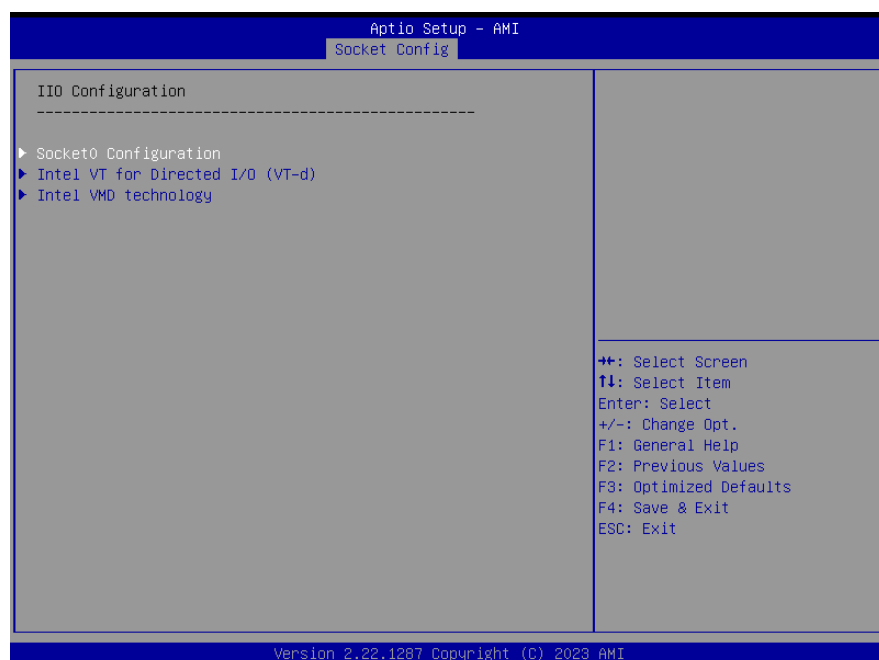 Aptio Setup - AMI
Socket Config
IIO Configuration
--------------------------------------------------
Socket0 Configuration
Intel VT for Directed I/O (VT-d)
Intel VMD technology
→←: Select Screen
↑↓: Select Item
Enter: Select
+/-: Change Opt.
F1: General Help
F2: Previous Values
F3: Optimized Defaults
F4: Save & Exit
ESC: Exit
Version 2.22.1287 Copyright (C) 2023 AMI